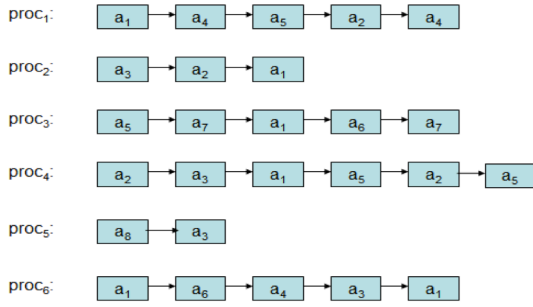 proc₁: a₁ a₄ a₅ a₂ a₄
proc₂: a₃ a₂ a₁
proc₃: a₅ a₇ a₁ a₆ a₇
proc₄: a₂ a₃ a₁ a₅ a₂ a₅
proc₅: a₈ a₃
proc₆: a₁ a₆ a₄ a₃ a₁